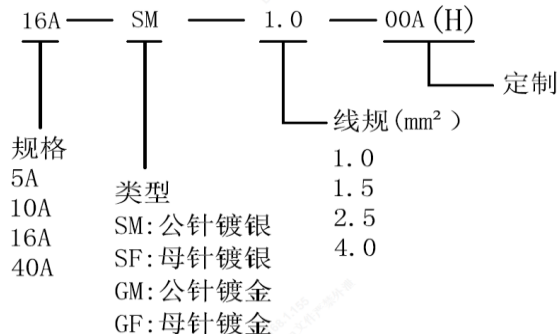 16A — SM — 1.0 — 00A(H)
定制
线规(mm²)
1.0
1.5
2.5
4.0
规格
5A
10A
16A
40A
类型
SM:公针镀银
SF:母针镀银
GM:公针镀金
GF:母针镀金